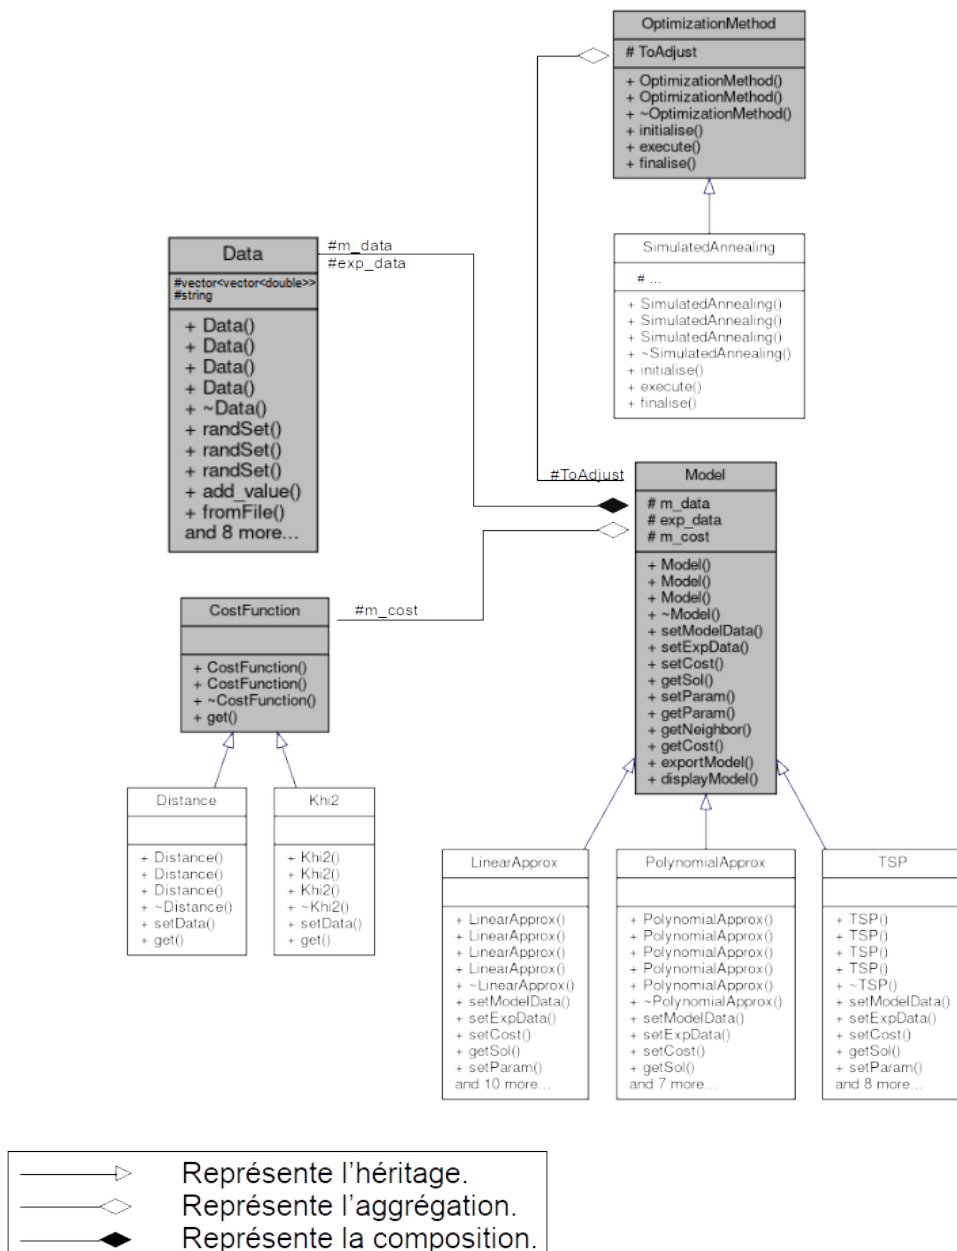 OptimizationMethod
# ToAdjust
+ OptimizationMethod()
+ OptimizationMethod()
+ ~OptimizationMethod()
+ initialise()
+ execute()
+ finalise()
SimulatedAnnealing
# ...
+ SimulatedAnnealing()
+ SimulatedAnnealing()
+ SimulatedAnnealing()
+ ~SimulatedAnnealing()
+ initialise()
+ execute()
+ finalise()
Data
#vector<vector<double>>
#string
+ Data()
+ Data()
+ Data()
+ Data()
+ ~Data()
+ randSet()
+ randSet()
+ randSet()
+ add_value()
+ fromFile()
and 8 more...
#m_data
#exp_data
#ToAdjust
Model
# m_data
# exp_data
# m_cost
+ Model()
+ Model()
+ Model()
+ ~Model()
+ setModelData()
+ setExpData()
+ setCost()
+ getSol()
+ setParam()
+ getParam()
+ getNeighbor()
+ getCost()
+ exportModel()
+ displayModel()
CostFunction
+ CostFunction()
+ CostFunction()
+ ~CostFunction()
+ get()
#m_cost
Distance
+ Distance()
+ Distance()
+ Distance()
+ ~Distance()
+ setData()
+ get()
Khi2
+ Khi2()
+ Khi2()
+ Khi2()
+ ~Khi2()
+ setData()
+ get()
LinearApprox
+ LinearApprox()
+ LinearApprox()
+ LinearApprox()
+ LinearApprox()
+ ~LinearApprox()
+ setModelData()
+ setExpData()
+ setCost()
+ getSol()
+ setParam()
and 10 more...
PolynomialApprox
+ PolynomialApprox()
+ PolynomialApprox()
+ PolynomialApprox()
+ PolynomialApprox()
+ PolynomialApprox()
+ ~PolynomialApprox()
+ setModelData()
+ setExpData()
+ setCost()
+ getSol()
and 7 more...
TSP
+ TSP()
+ TSP()
+ TSP()
+ TSP()
+ ~TSP()
+ setModelData()
+ setExpData()
+ setCost()
+ getSol()
+ setParam()
and 8 more...
Représente l'héritage.
Représente l'aggrégation.
Représente la composition.